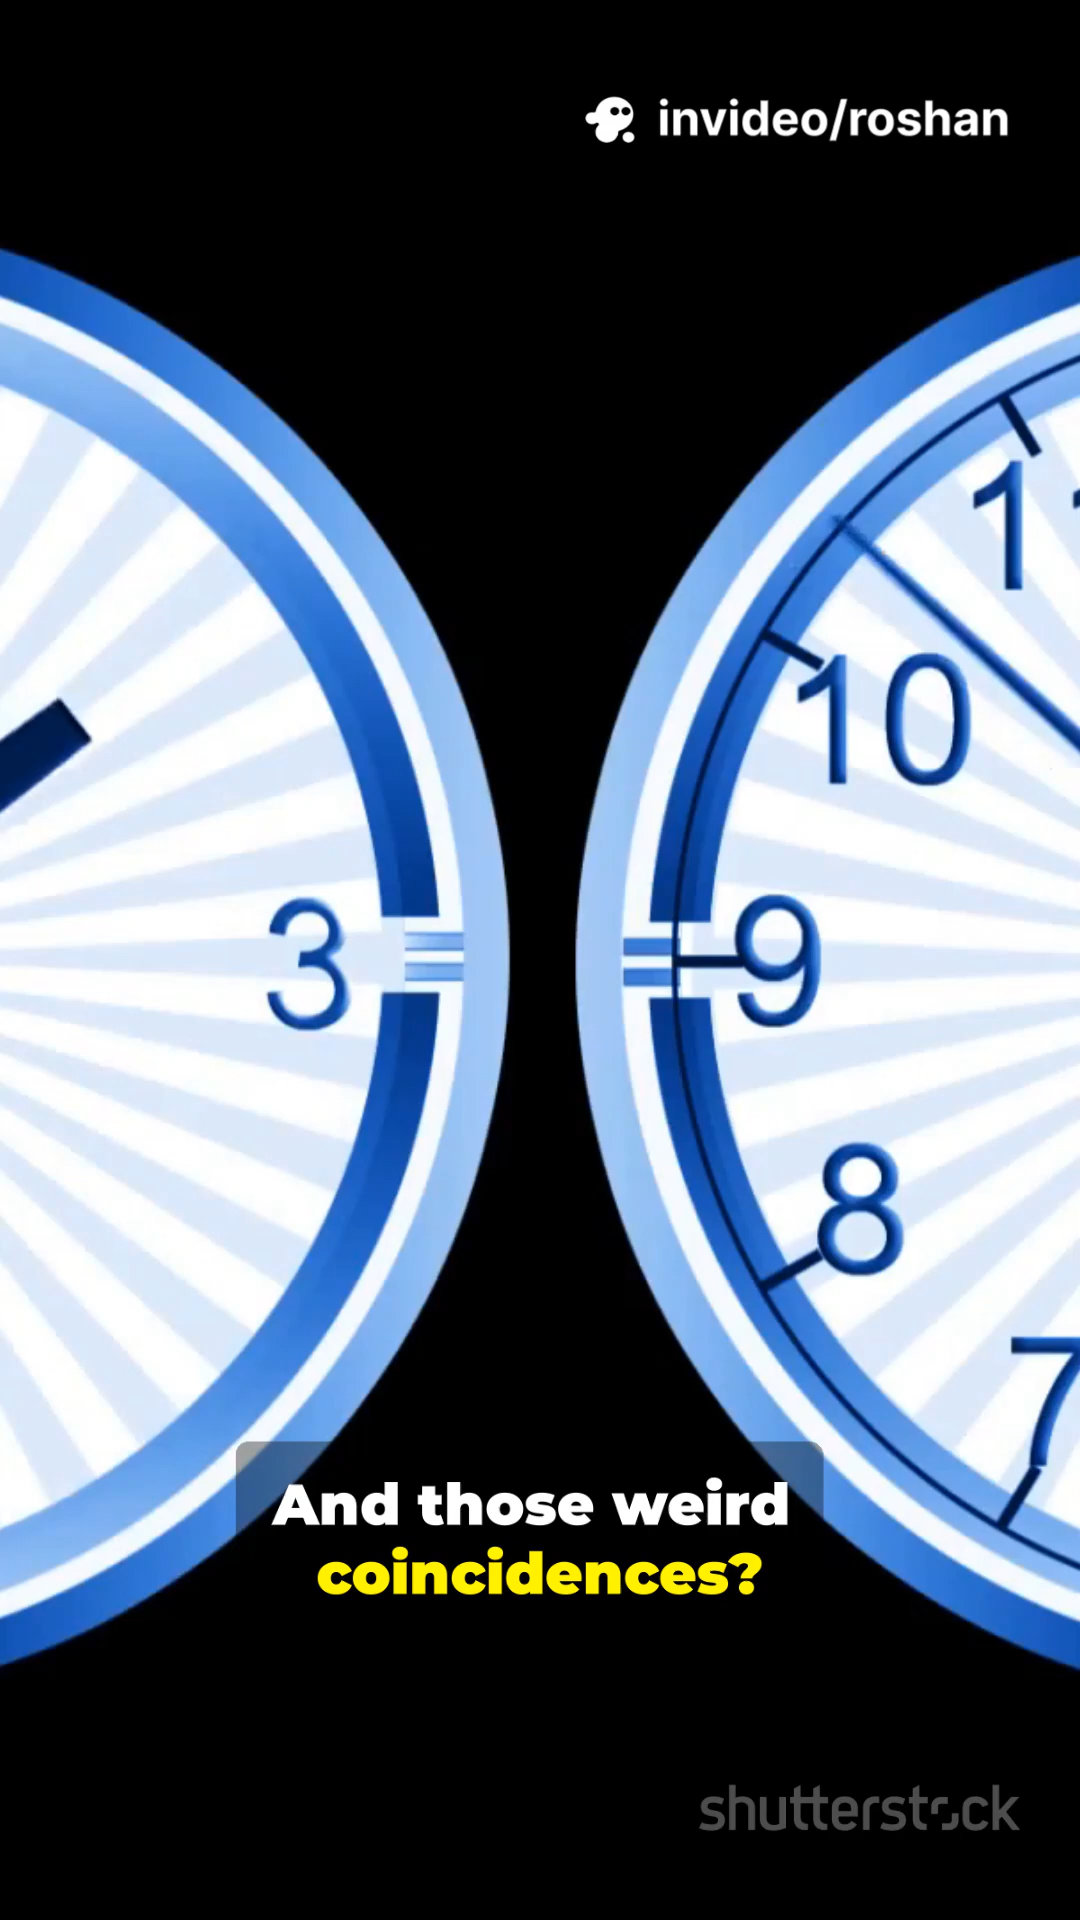 invideo/roshan
11
10
3
9
8
7
And those weird
coincidences?
shutterstock